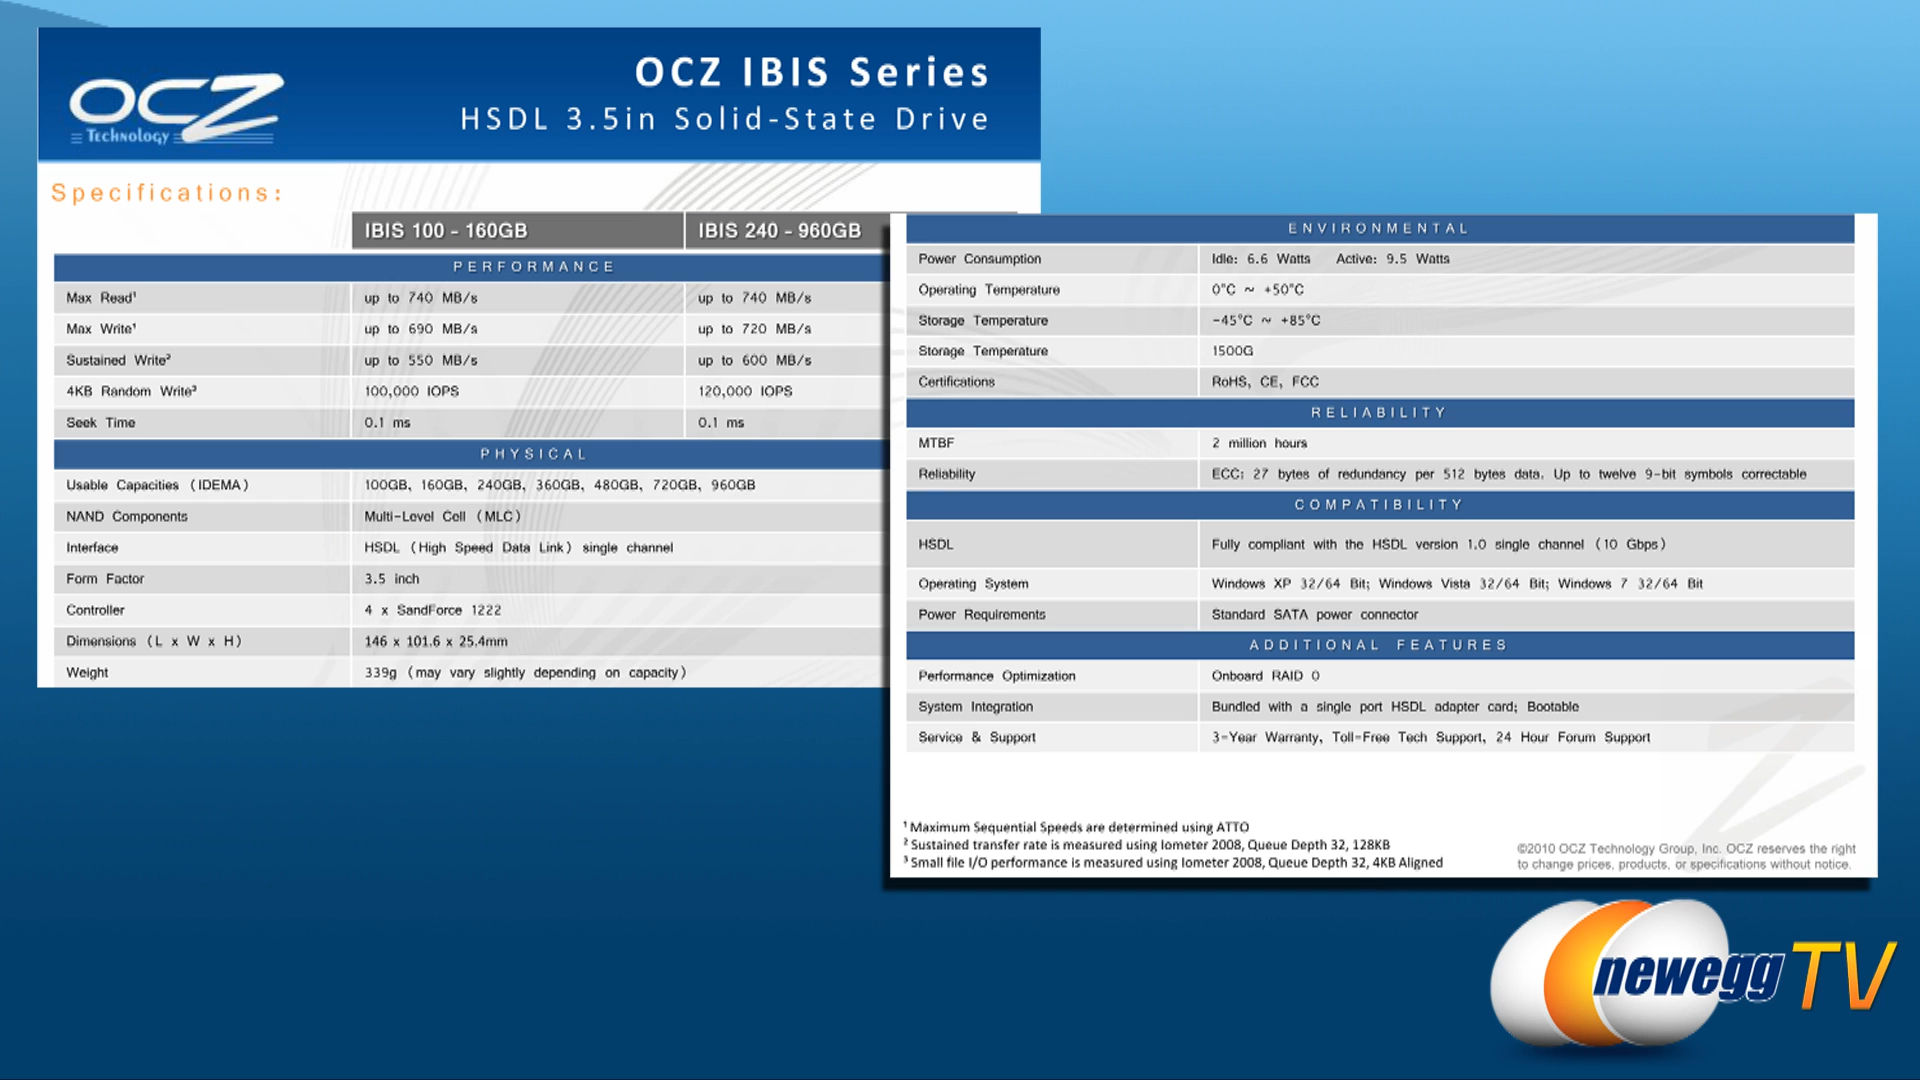 OCZ
Technology
OCZ IBIS Series
HSDL 3.5in Solid-State Drive
Specifications:
IBIS 100 - 160GB IBIS 240 - 960GB
PERFORMANCE
Max Read¹ up to 740 MB/s up to 740 MB/s
Max Write¹ up to 690 MB/s up to 720 MB/s
Sustained Write² up to 550 MB/s up to 600 MB/s
4KB Random Write³ 100,000 IOPS 120,000 IOPS
Seek Time 0.1 ms 0.1 ms
PHYSICAL
Usable Capacities (IDEMA) 100GB, 160GB, 240GB, 360GB, 480GB, 720GB, 960GB
NAND Components Multi-Level Cell (MLC)
Interface HSDL (High Speed Data Link) single channel
Form Factor 3.5 inch
Controller 4 x SandForce 1222
Dimensions (L x W x H) 146 x 101.6 x 25.4mm
Weight 339g (may vary slightly depending on capacity)
ENVIRONMENTAL
Power Consumption Idle: 6.6 Watts Active: 9.5 Watts
Operating Temperature 0°C ~ +50°C
Storage Temperature -45°C ~ +85°C
Storage Temperature 1500G
Certifications RoHS, CE, FCC
RELIABILITY
MTBF 2 million hours
Reliability ECC: 27 bytes of redundancy per 512 bytes data. Up to twelve 9-bit symbols correctable
COMPATIBILITY
HSDL Fully compliant with the HSDL version 1.0 single channel (10 Gbps)
Operating System Windows XP 32/64 Bit; Windows Vista 32/64 Bit; Windows 7 32/64 Bit
Power Requirements Standard SATA power connector
ADDITIONAL FEATURES
Performance Optimization Onboard RAID 0
System Integration Bundled with a single port HSDL adapter card; Bootable
Service & Support 3-Year Warranty, Toll-Free Tech Support, 24 Hour Forum Support
¹ Maximum Sequential Speeds are determined using ATTO
² Sustained transfer rate is measured using Iometer 2008, Queue Depth 32, 128KB
³ Small file I/O performance is measured using Iometer 2008, Queue Depth 32, 4KB Aligned
©2010 OCZ Technology Group, Inc. OCZ reserves the right
to change prices, products, or specifications without notice.
newegg TV